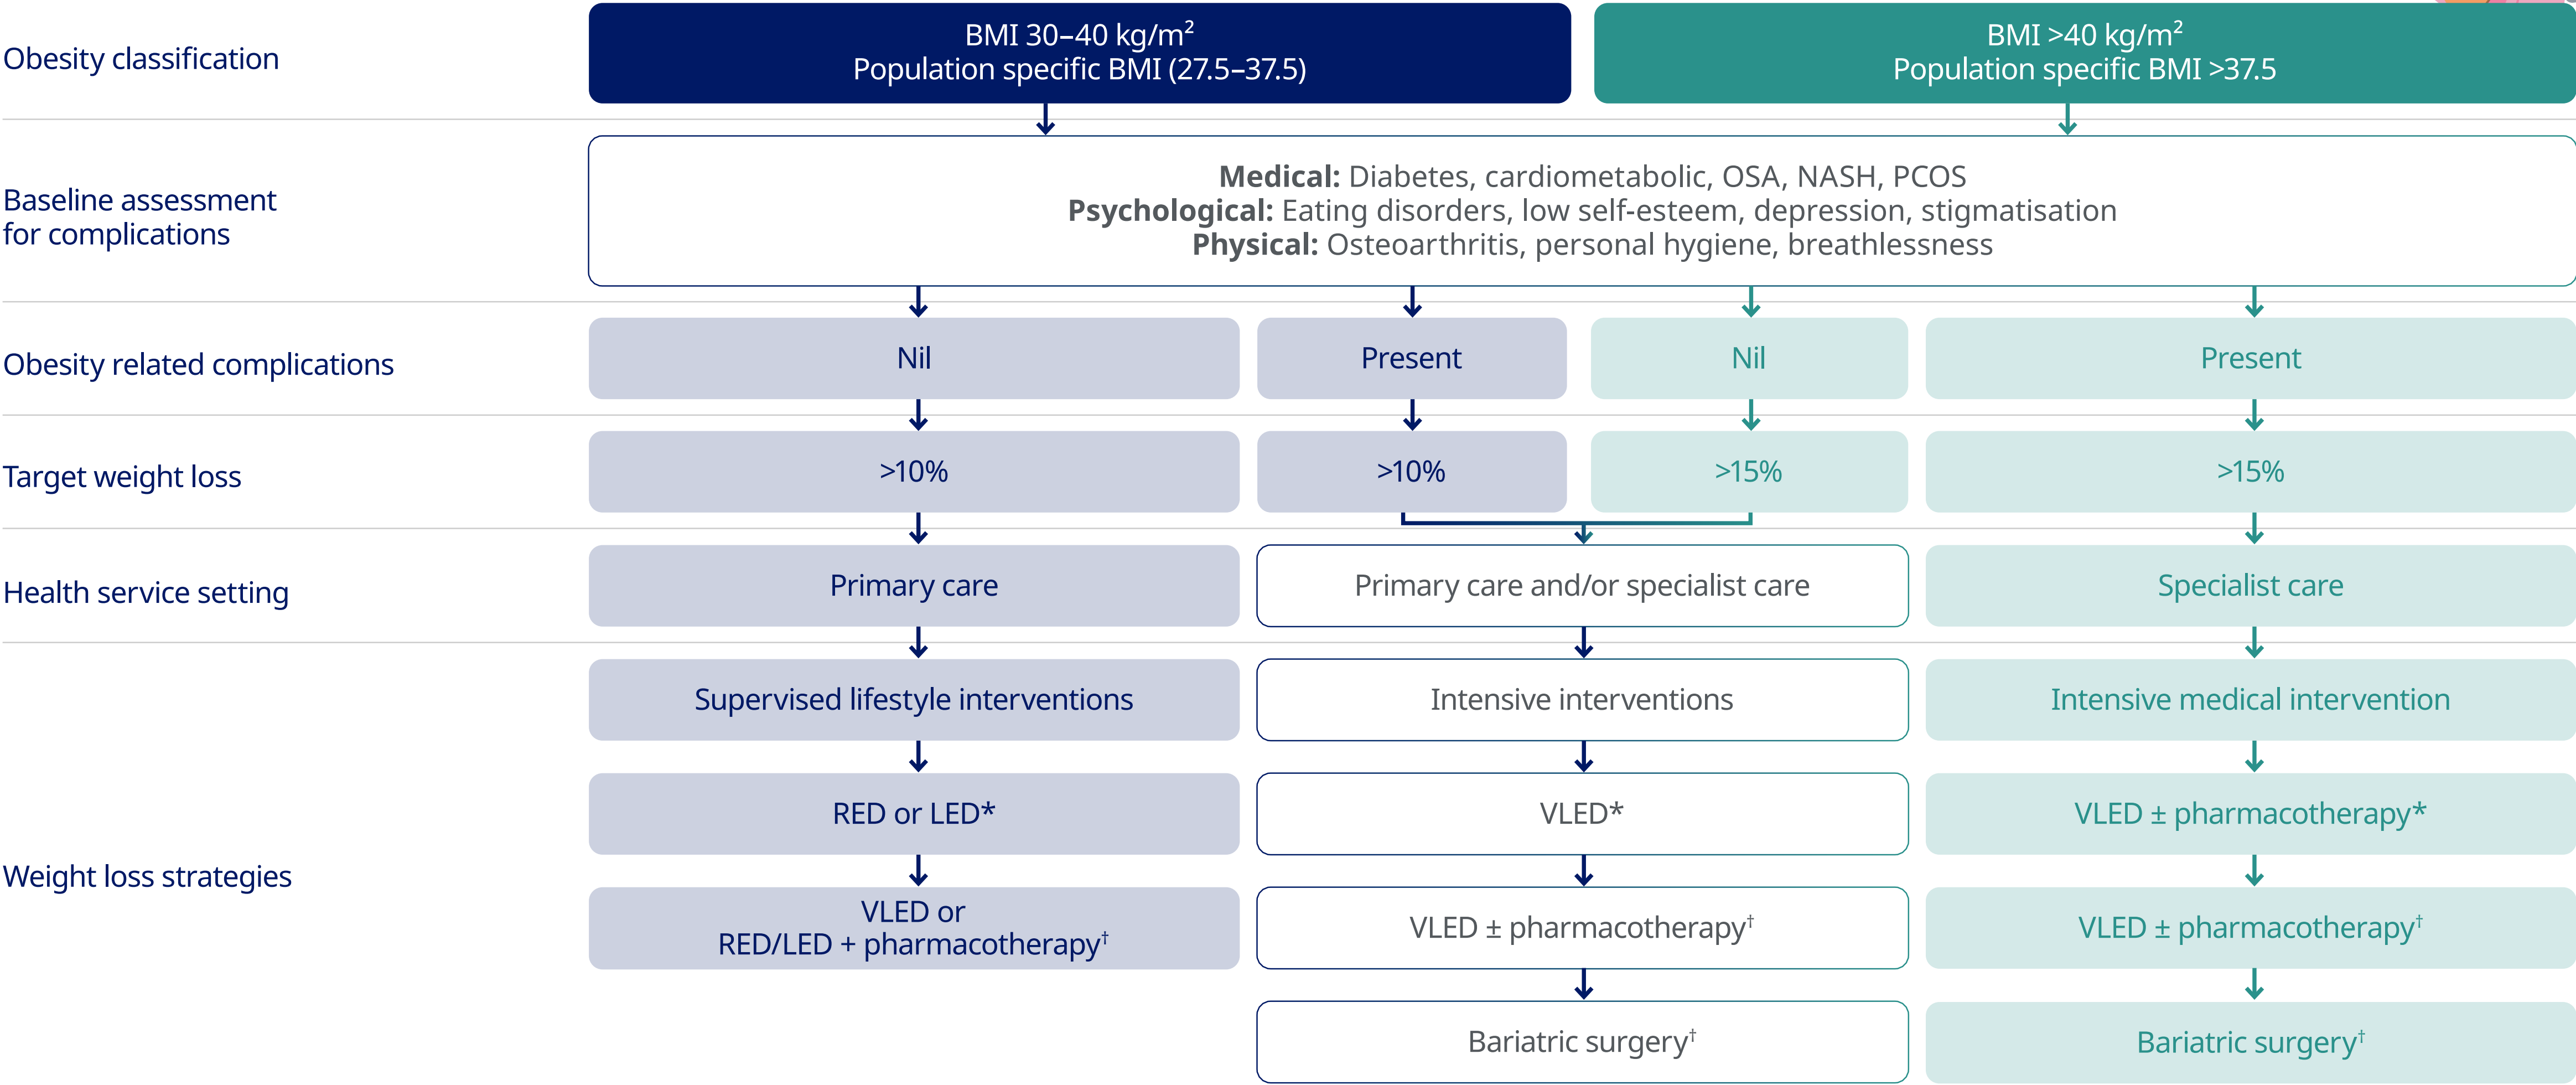 Obesity classification
BMI 30–40 kg/m²
Population specific BMI (27.5–37.5)
BMI >40 kg/m²
Population specific BMI >37.5
Baseline assessment
for complications
Medical: Diabetes, cardiometabolic, OSA, NASH, PCOS
Psychological: Eating disorders, low self-esteem, depression, stigmatisation
Physical: Osteoarthritis, personal hygiene, breathlessness
Obesity related complications
Nil
Present
Nil
Present
Target weight loss
>10%
>10%
>15%
>15%
Health service setting
Primary care
Primary care and/or specialist care
Specialist care
Weight loss strategies
Supervised lifestyle interventions
Intensive interventions
Intensive medical intervention
RED or LED*
VLED*
VLED ± pharmacotherapy*
VLED or
RED/LED + pharmacotherapy†
VLED ± pharmacotherapy†
VLED ± pharmacotherapy†
Bariatric surgery†
Bariatric surgery†